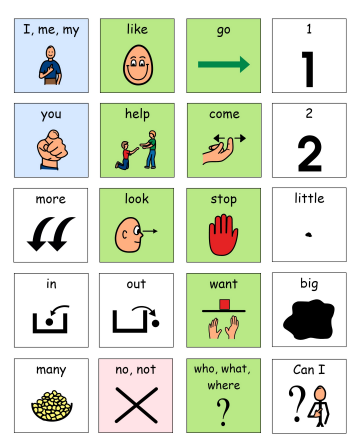 I, me, my
like
go
1
1
you
help
come
2
2
more
look
stop
little
in
out
want
big
many
no, not
who, what,
where
?
Can I
?